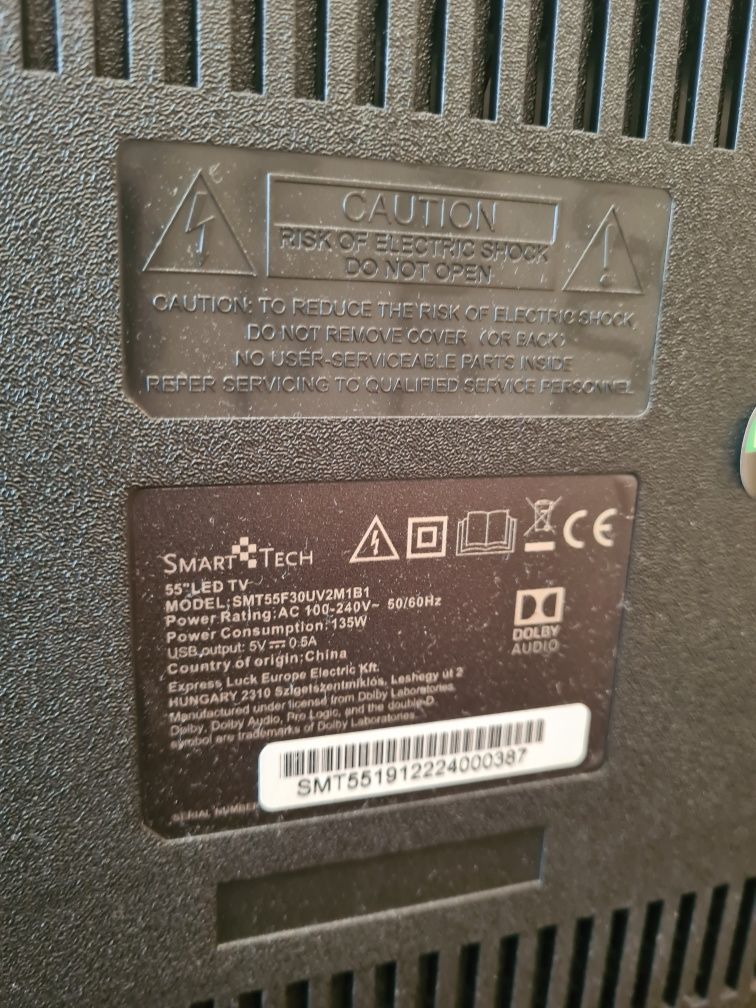 CAUTION
RISK OF ELECTRIC SHOCK
DO NOT OPEN
CAUTION: TO REDUCE THE RISK OF ELECTRIC SHOCK,
DO NOT REMOVE COVER (OR BACK)
NO USER-SERVICEABLE PARTS INSIDE
REFER SERVICING TO QUALIFIED SERVICE PERSONNEL
SMART TECH
55"LED TV
MODEL:SMT55F30UV2M1B1
Power Rating:AC 100-240V~ 50/60Hz
Power Consumption:135W
USB output: 5V⎓0.5A
Country of origin:China
Express Luck Europe Electric Kft.
HUNGARY 2310 Szigetszentmiklós, Leshegy út 2
Manufactured under license from Dolby Laboratories.
Dolby, Dolby Audio, Pro Logic, and the double-D
symbol are trademarks of Dolby Laboratories.
CE
DOLBY
AUDIO
SMT551912224000387
SERIAL NUMBER